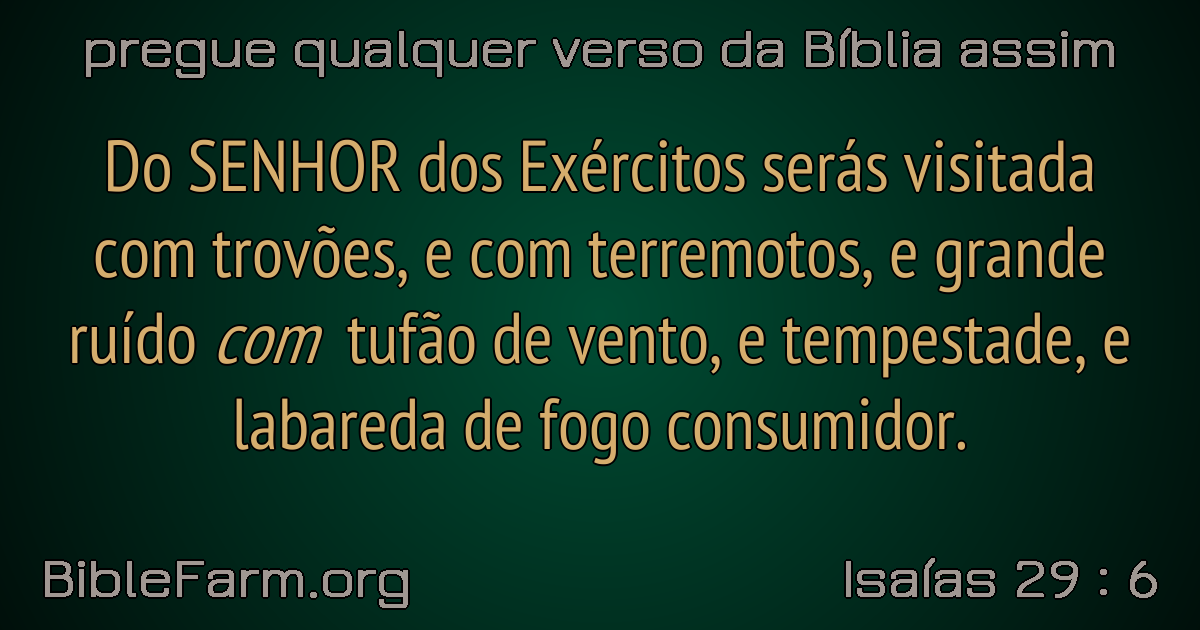 pregue qualquer verso da Bíblia assim
Do SENHOR dos Exércitos serás visitada
com trovões, e com terremotos, e grande
ruído com tufão de vento, e tempestade, e
labareda de fogo consumidor.
BibleFarm.org
Isaías 29 : 6